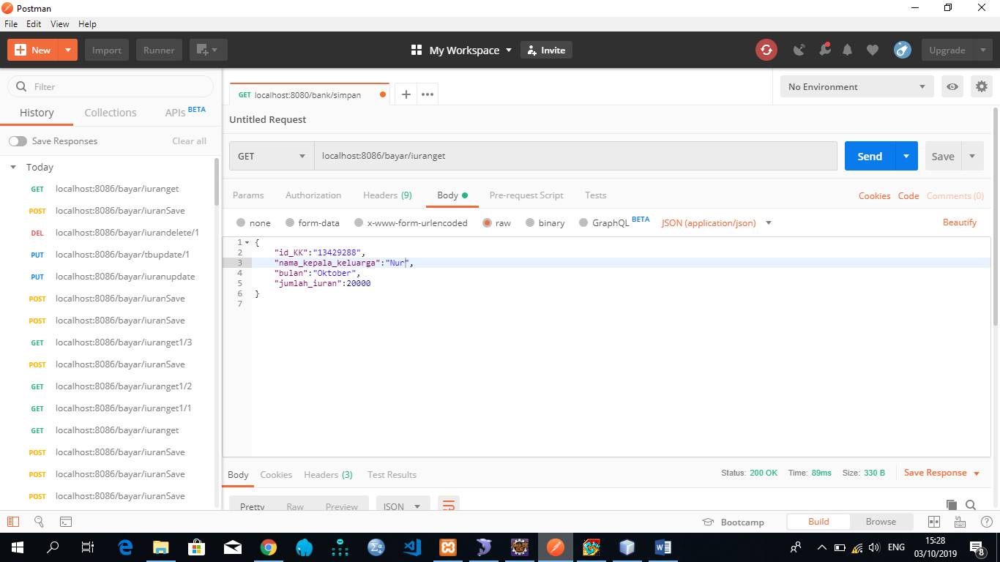 Postman
File Edit View Help
New Import Runner My Workspace Invite Upgrade
Filter
History Collections APIs BETA
Save Responses Clear all
Today
GET localhost:8086/bayar/iuranget
POST localhost:8086/bayar/iuranSave
DEL localhost:8086/bayar/iurandelete/1
PUT localhost:8086/bayar/tbupdate/1
PUT localhost:8086/bayar/iuranupdate
POST localhost:8086/bayar/iuranSave
POST localhost:8086/bayar/iuranSave
GET localhost:8086/bayar/iuranget1/3
POST localhost:8086/bayar/iuranSave
GET localhost:8086/bayar/iuranget1/2
GET localhost:8086/bayar/iuranget1/1
GET localhost:8086/bayar/iuranget
POST localhost:8086/bayar/iuranSave
POST localhost:8086/bayar/iuranSave
POST localhost:8086/bayar/iuranSave
GET localhost:8080/bank/simpan
No Environment
Untitled Request
GET localhost:8086/bayar/iuranget Send Save
Params Authorization Headers (9) Body Pre-request Script Tests Cookies Code Comments (0)
none form-data x-www-form-urlencoded raw binary GraphQL BETA JSON (application/json) Beautify
1 {
2 "id_KK":"13429288",
3 "nama_kepala_keluarga":"Nur",
4 "bulan":"Oktober",
5 "jumlah_iuran":20000
6 }
7
Body Cookies Headers (3) Test Results Status: 200 OK Time: 89ms Size: 330 B Save Response
Pretty Raw Preview JSON
Bootcamp Build Browse
ENG 15:28
03/10/2019 8